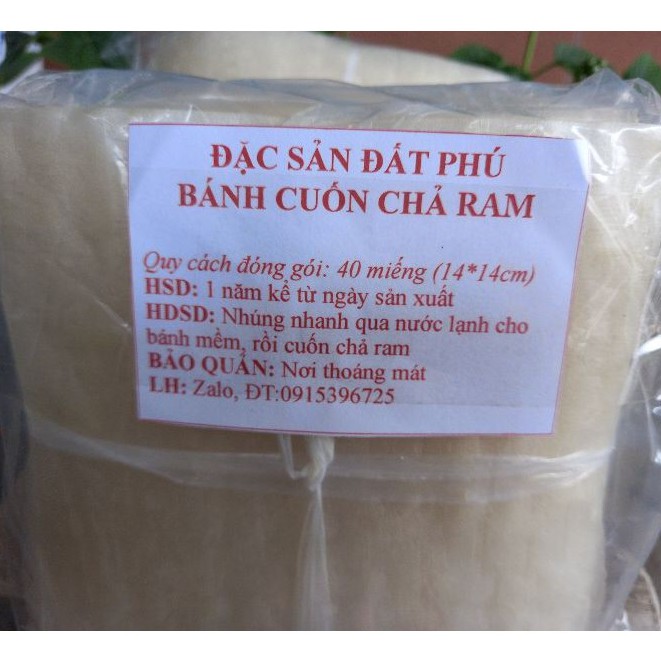 ĐẶC SẢN ĐẤT PHÚ
BÁNH CUỐN CHẢ RAM
Quy cách đóng gói: 40 miếng (14*14cm)
HSD: 1 năm kể từ ngày sản xuất
HDSD: Nhúng nhanh qua nước lạnh cho
bánh mềm, rồi cuốn chả ram
BẢO QUẢN: Nơi thoáng mát
LH: Zalo, ĐT:0915396725